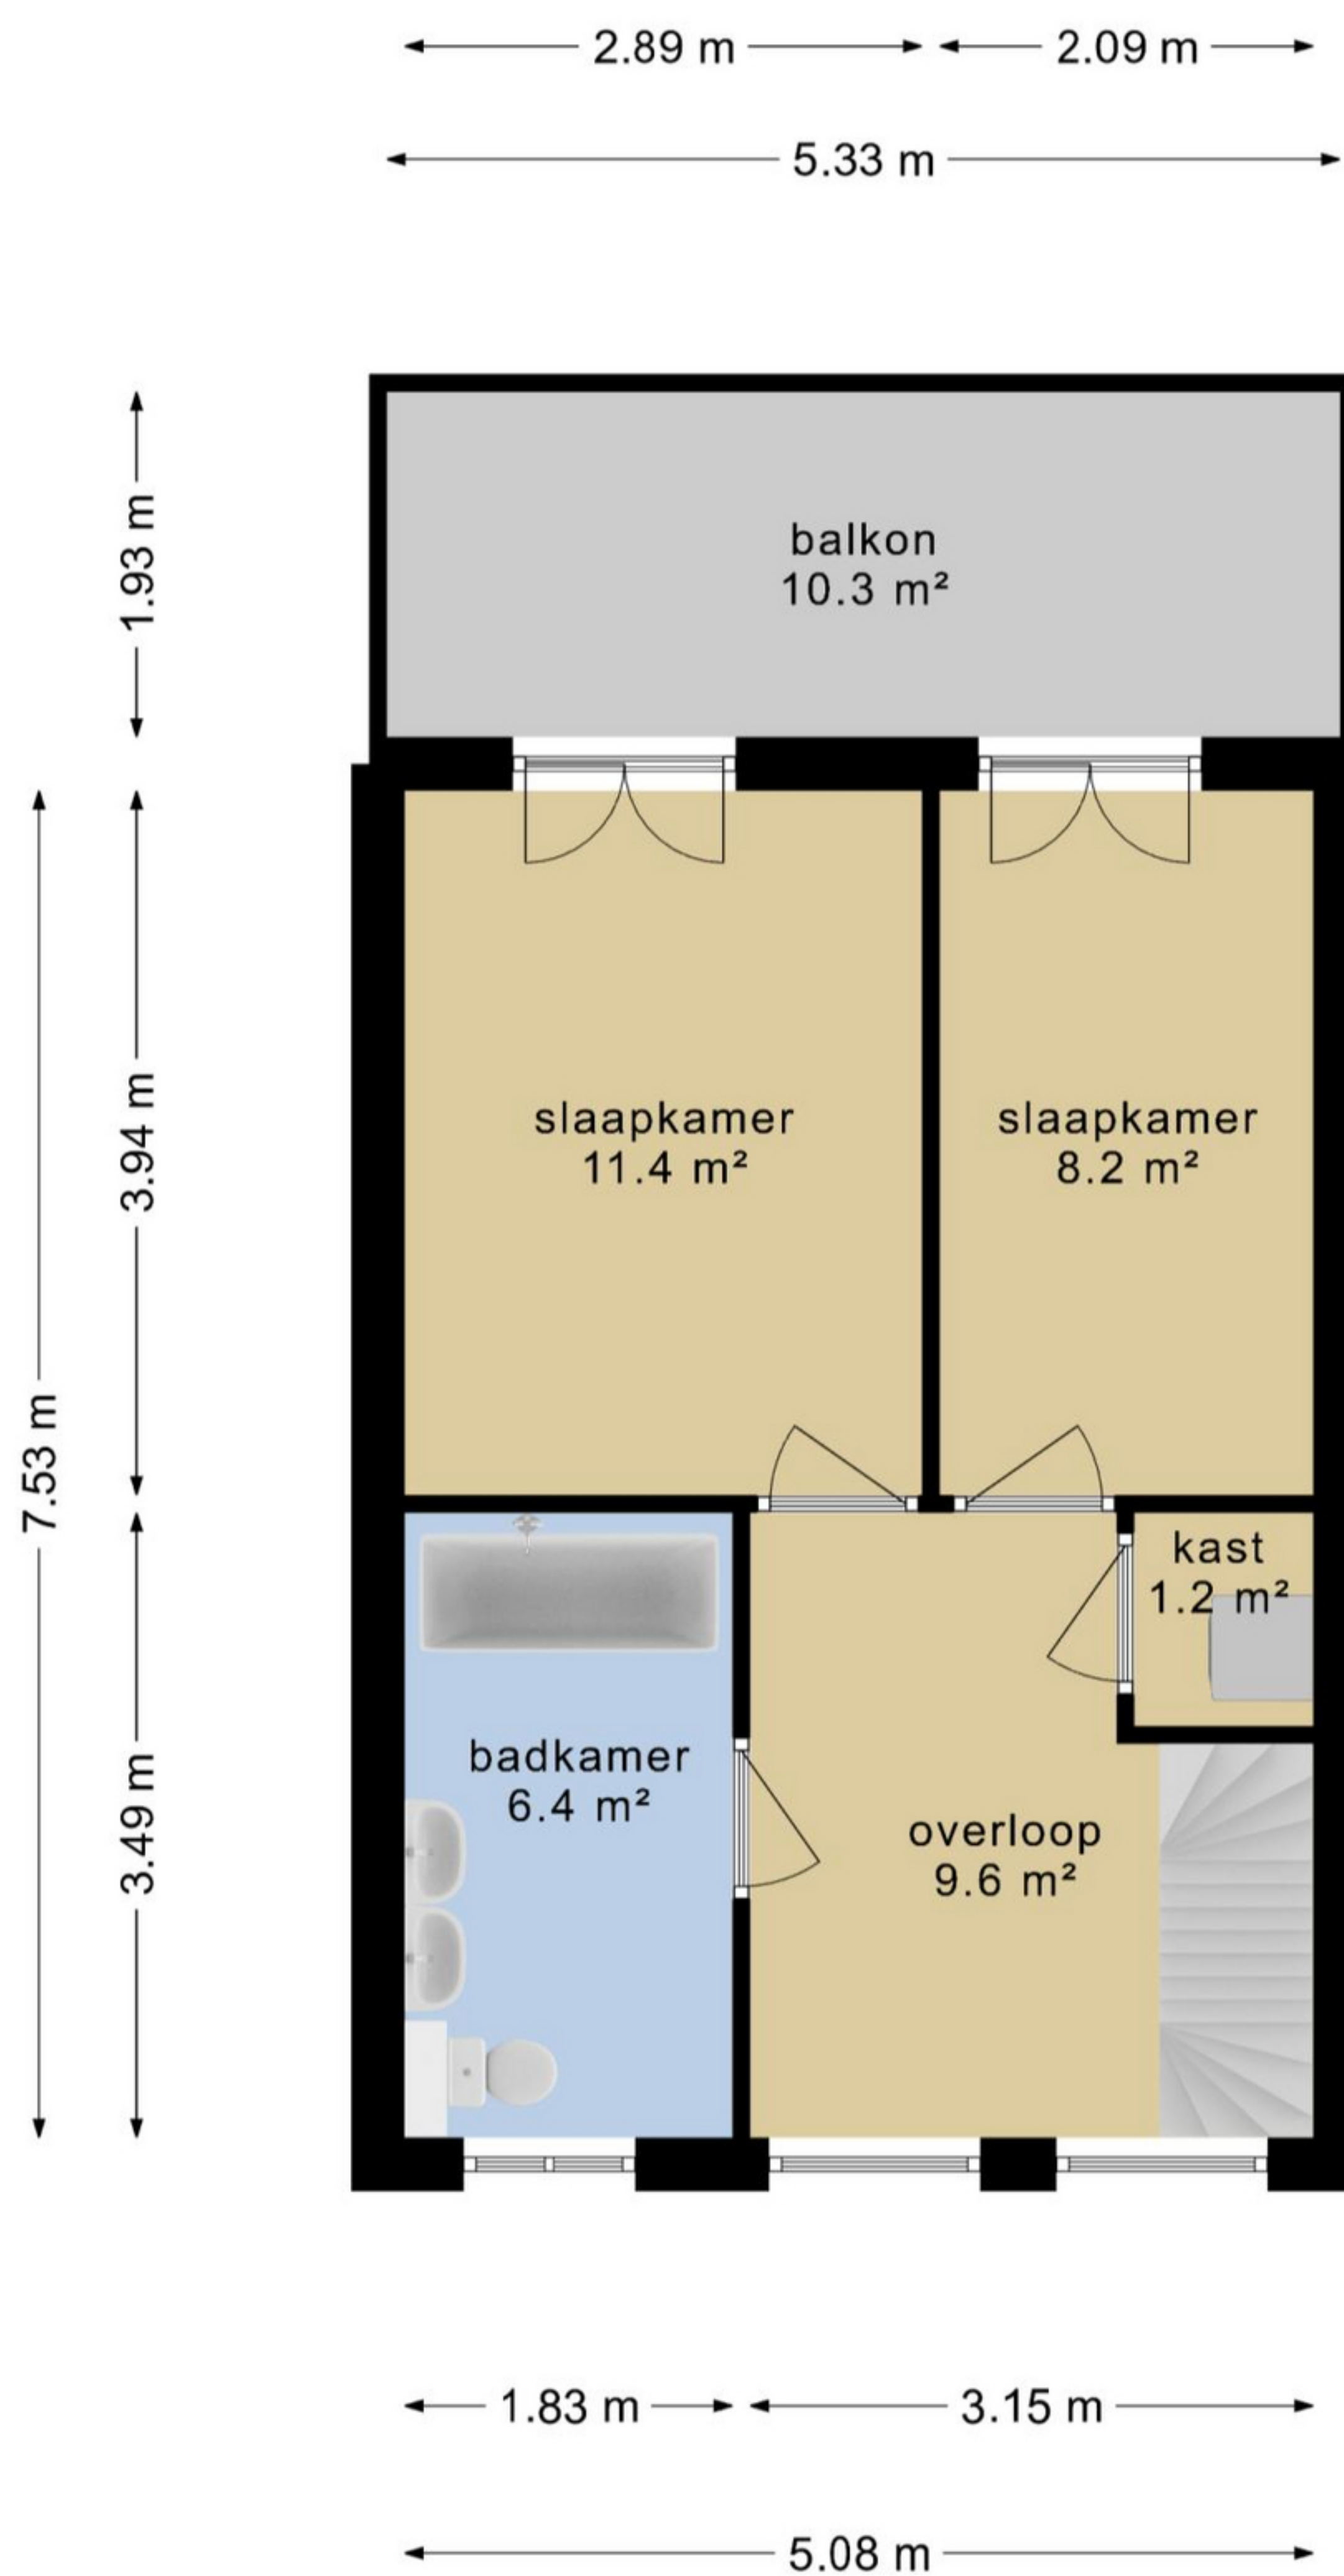 2.89 m
2.09 m
5.33 m
balkon
10.3 m²
1.93 m
slaapkamer
11.4 m²
slaapkamer
8.2 m²
3.94 m
7.53 m
kast
1.2 m²
badkamer
6.4 m²
overloop
9.6 m²
3.49 m
1.83 m
3.15 m
5.08 m